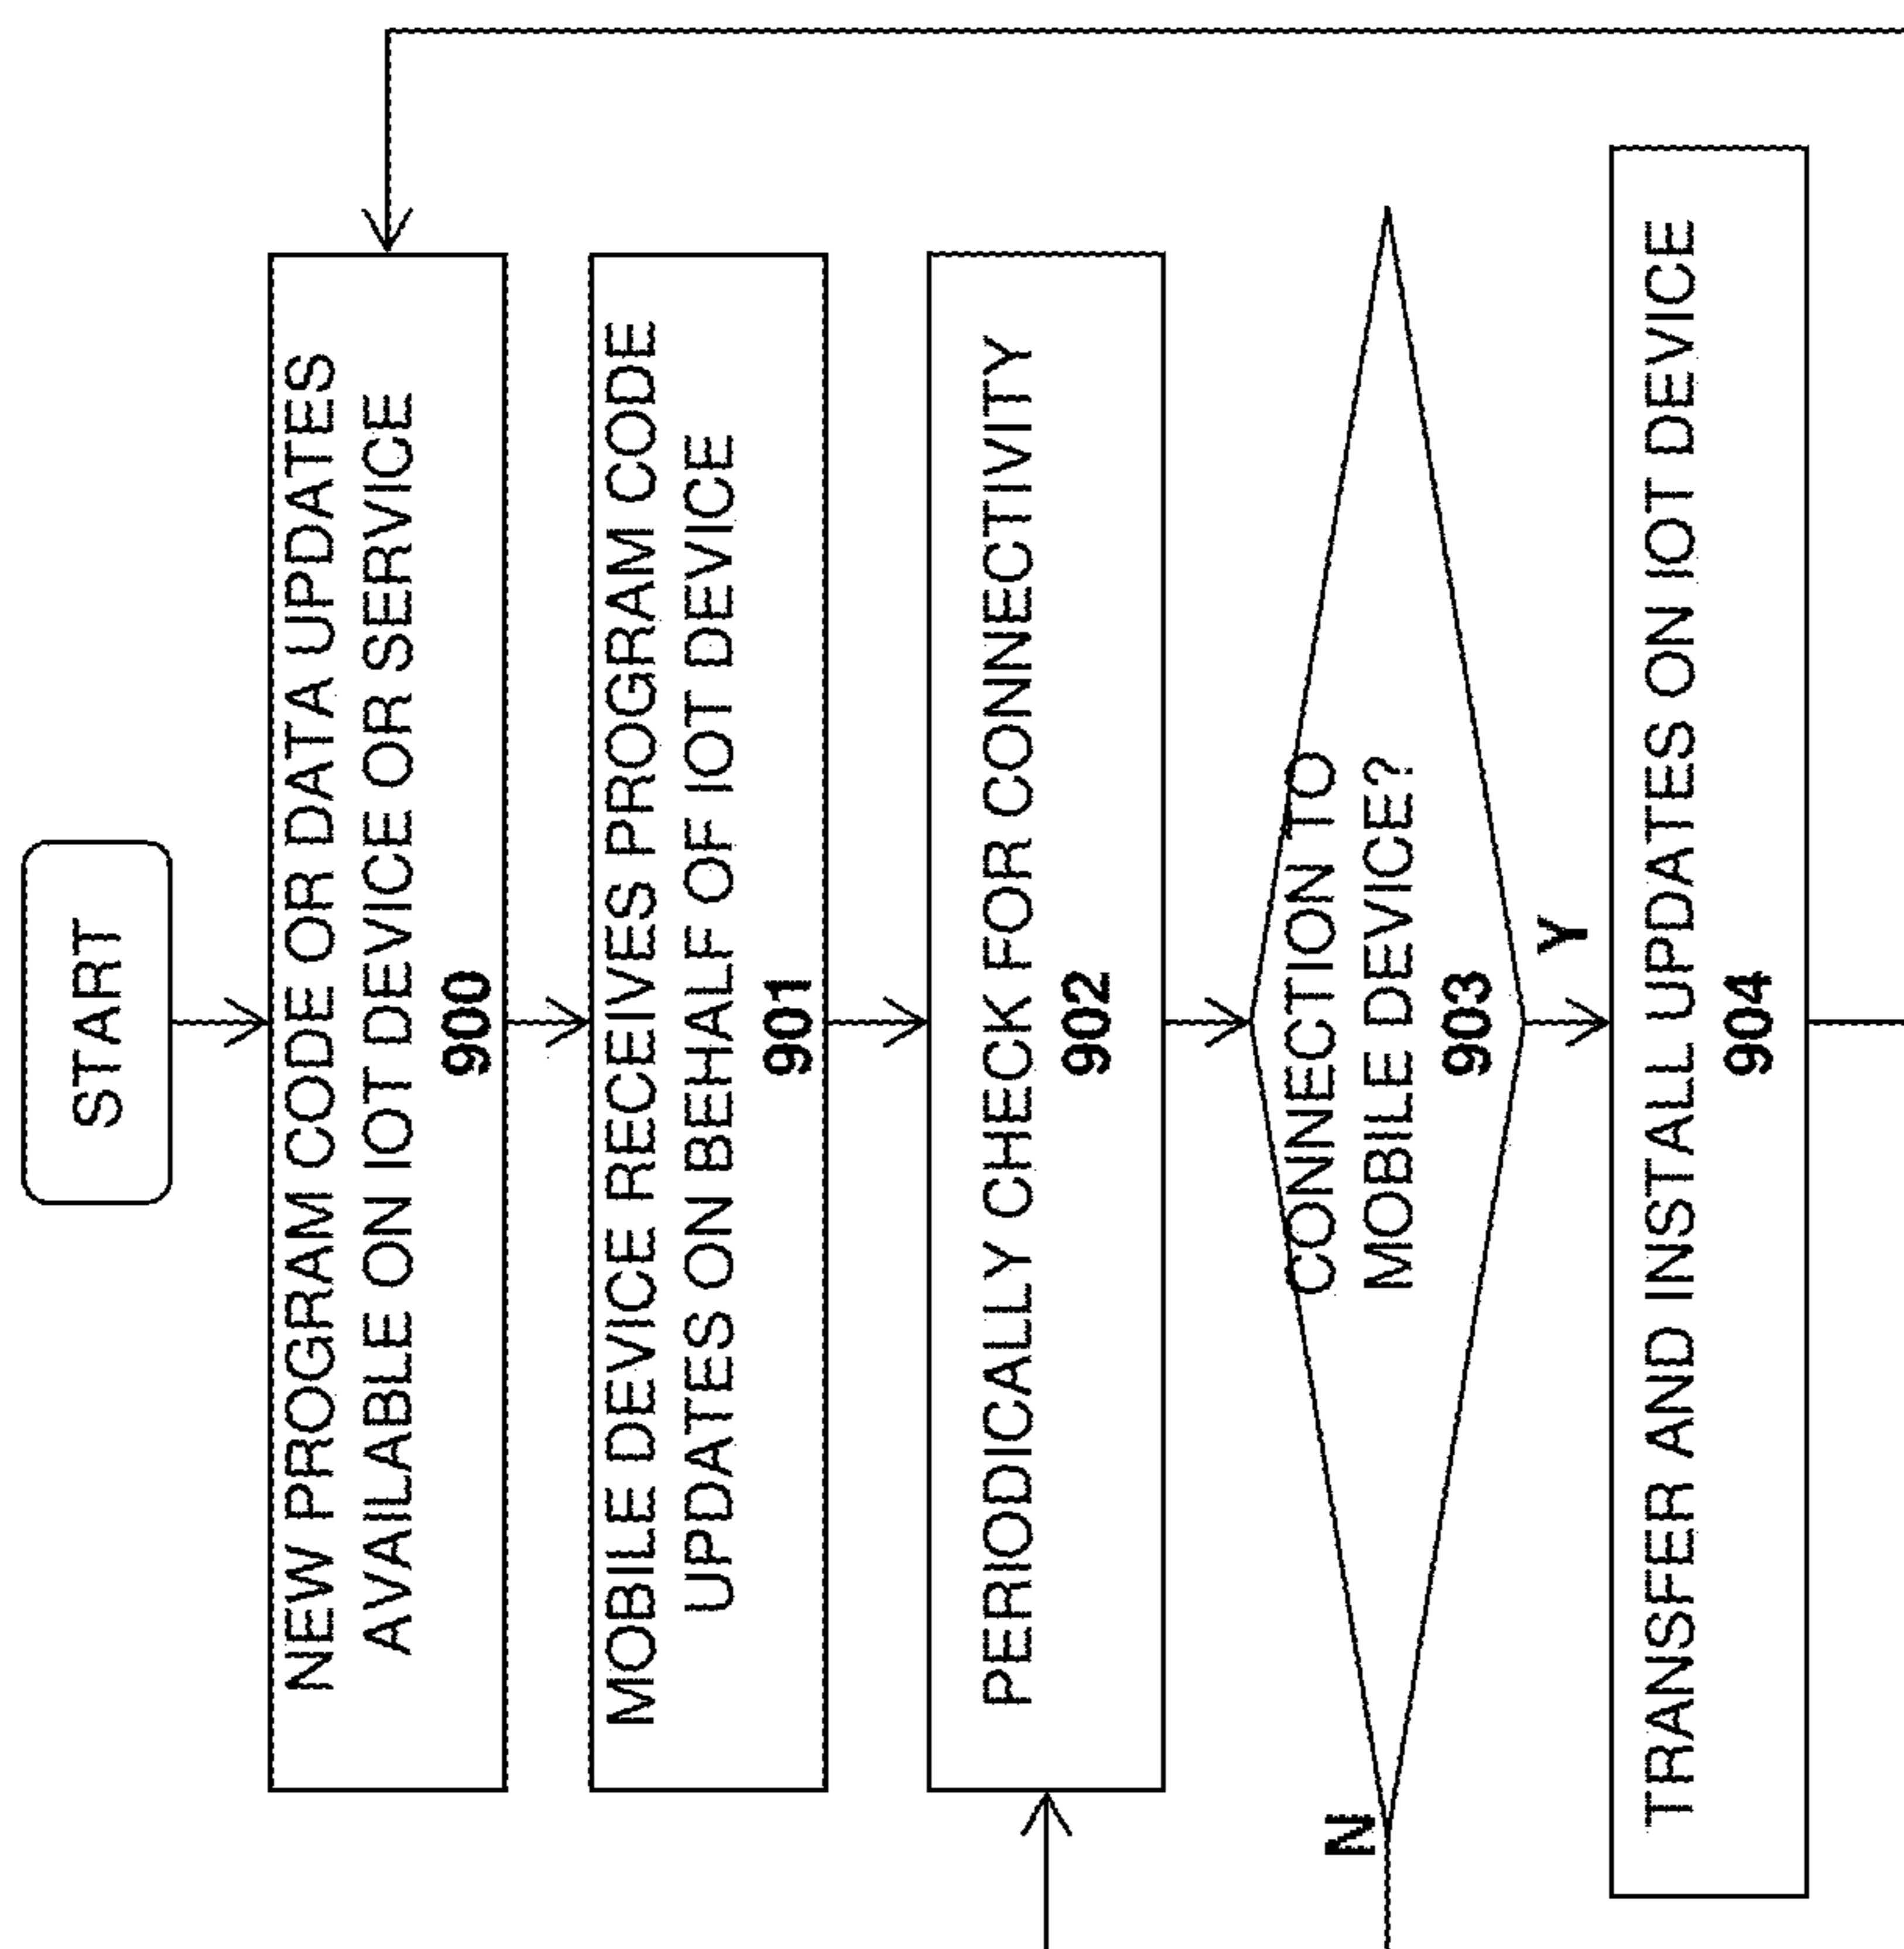 START
NEW PROGRAM CODE OR DATA UPDATES
AVAILABLE ON IOT DEVICE OR SERVICE
900
MOBILE DEVICE RECEIVES PROGRAM CODE
UPDATES ON BEHALF OF IOT DEVICE
901
PERIODICALLY CHECK FOR CONNECTIVITY
902
CONNECTION TO
MOBILE DEVICE?
903
N
Y
TRANSFER AND INSTALL UPDATES ON IOT DEVICE
904